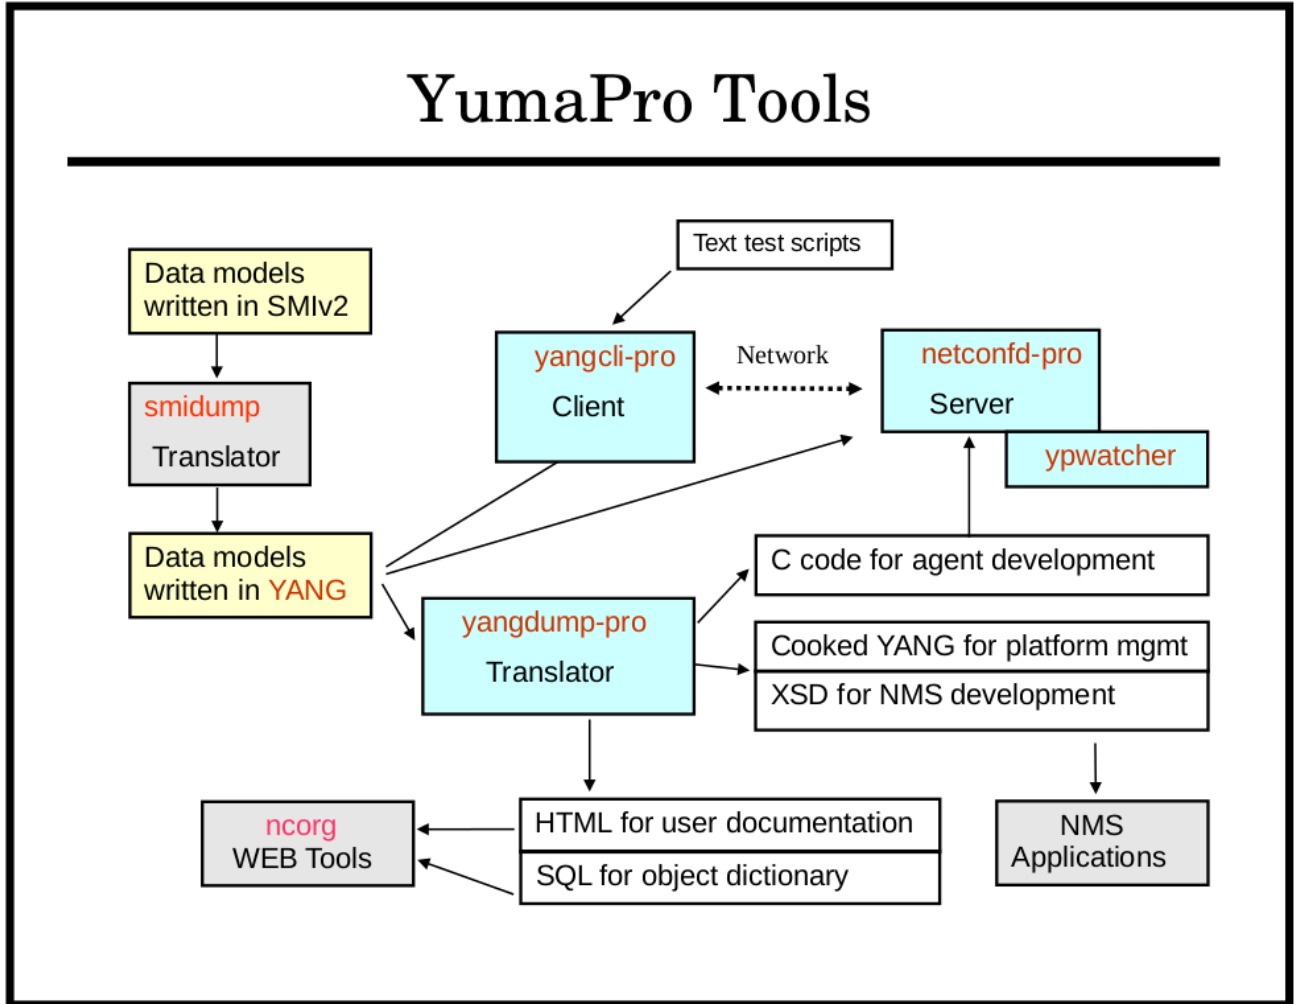 YumaPro Tools
Text test scripts
Data models
written in SMIv2
yangcli-pro
Client
Network
netconfd-pro
Server
smidump
Translator
ypwatcher
Data models
written in YANG
C code for agent development
yangdump-pro
Translator
Cooked YANG for platform mgmt
XSD for NMS development
ncorg
WEB Tools
HTML for user documentation
SQL for object dictionary
NMS
Applications